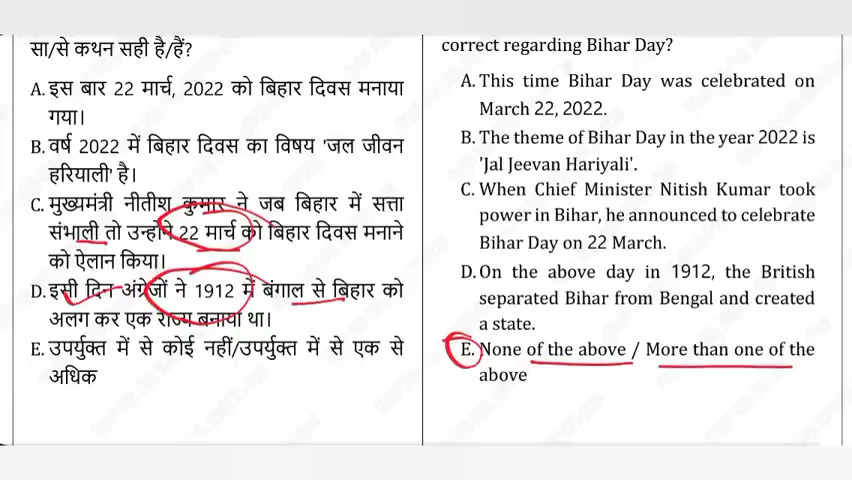 सा/से कथन सही है/हैं?
A. इस बार 22 मार्च, 2022 को बिहार दिवस मनाया
गया।
B. वर्ष 2022 में बिहार दिवस का विषय 'जल जीवन
हरियाली' है।
C. मुख्यमंत्री नीतीश कुमार ने जब बिहार में सत्ता
संभाली तो उन्होंने 22 मार्च को बिहार दिवस मनाने
को ऐलान किया।
D. इसी दिन अंग्रेजों ने 1912 में बंगाल से बिहार को
अलग कर एक राज्य बनाया था।
E. उपर्युक्त में से कोई नहीं/उपर्युक्त में से एक से
अधिक
correct regarding Bihar Day?
A. This time Bihar Day was celebrated on
March 22, 2022.
B. The theme of Bihar Day in the year 2022 is
'Jal Jeevan Hariyali'.
C. When Chief Minister Nitish Kumar took
power in Bihar, he announced to celebrate
Bihar Day on 22 March.
D. On the above day in 1912, the British
separated Bihar from Bengal and created
a state.
E. None of the above / More than one of the
above